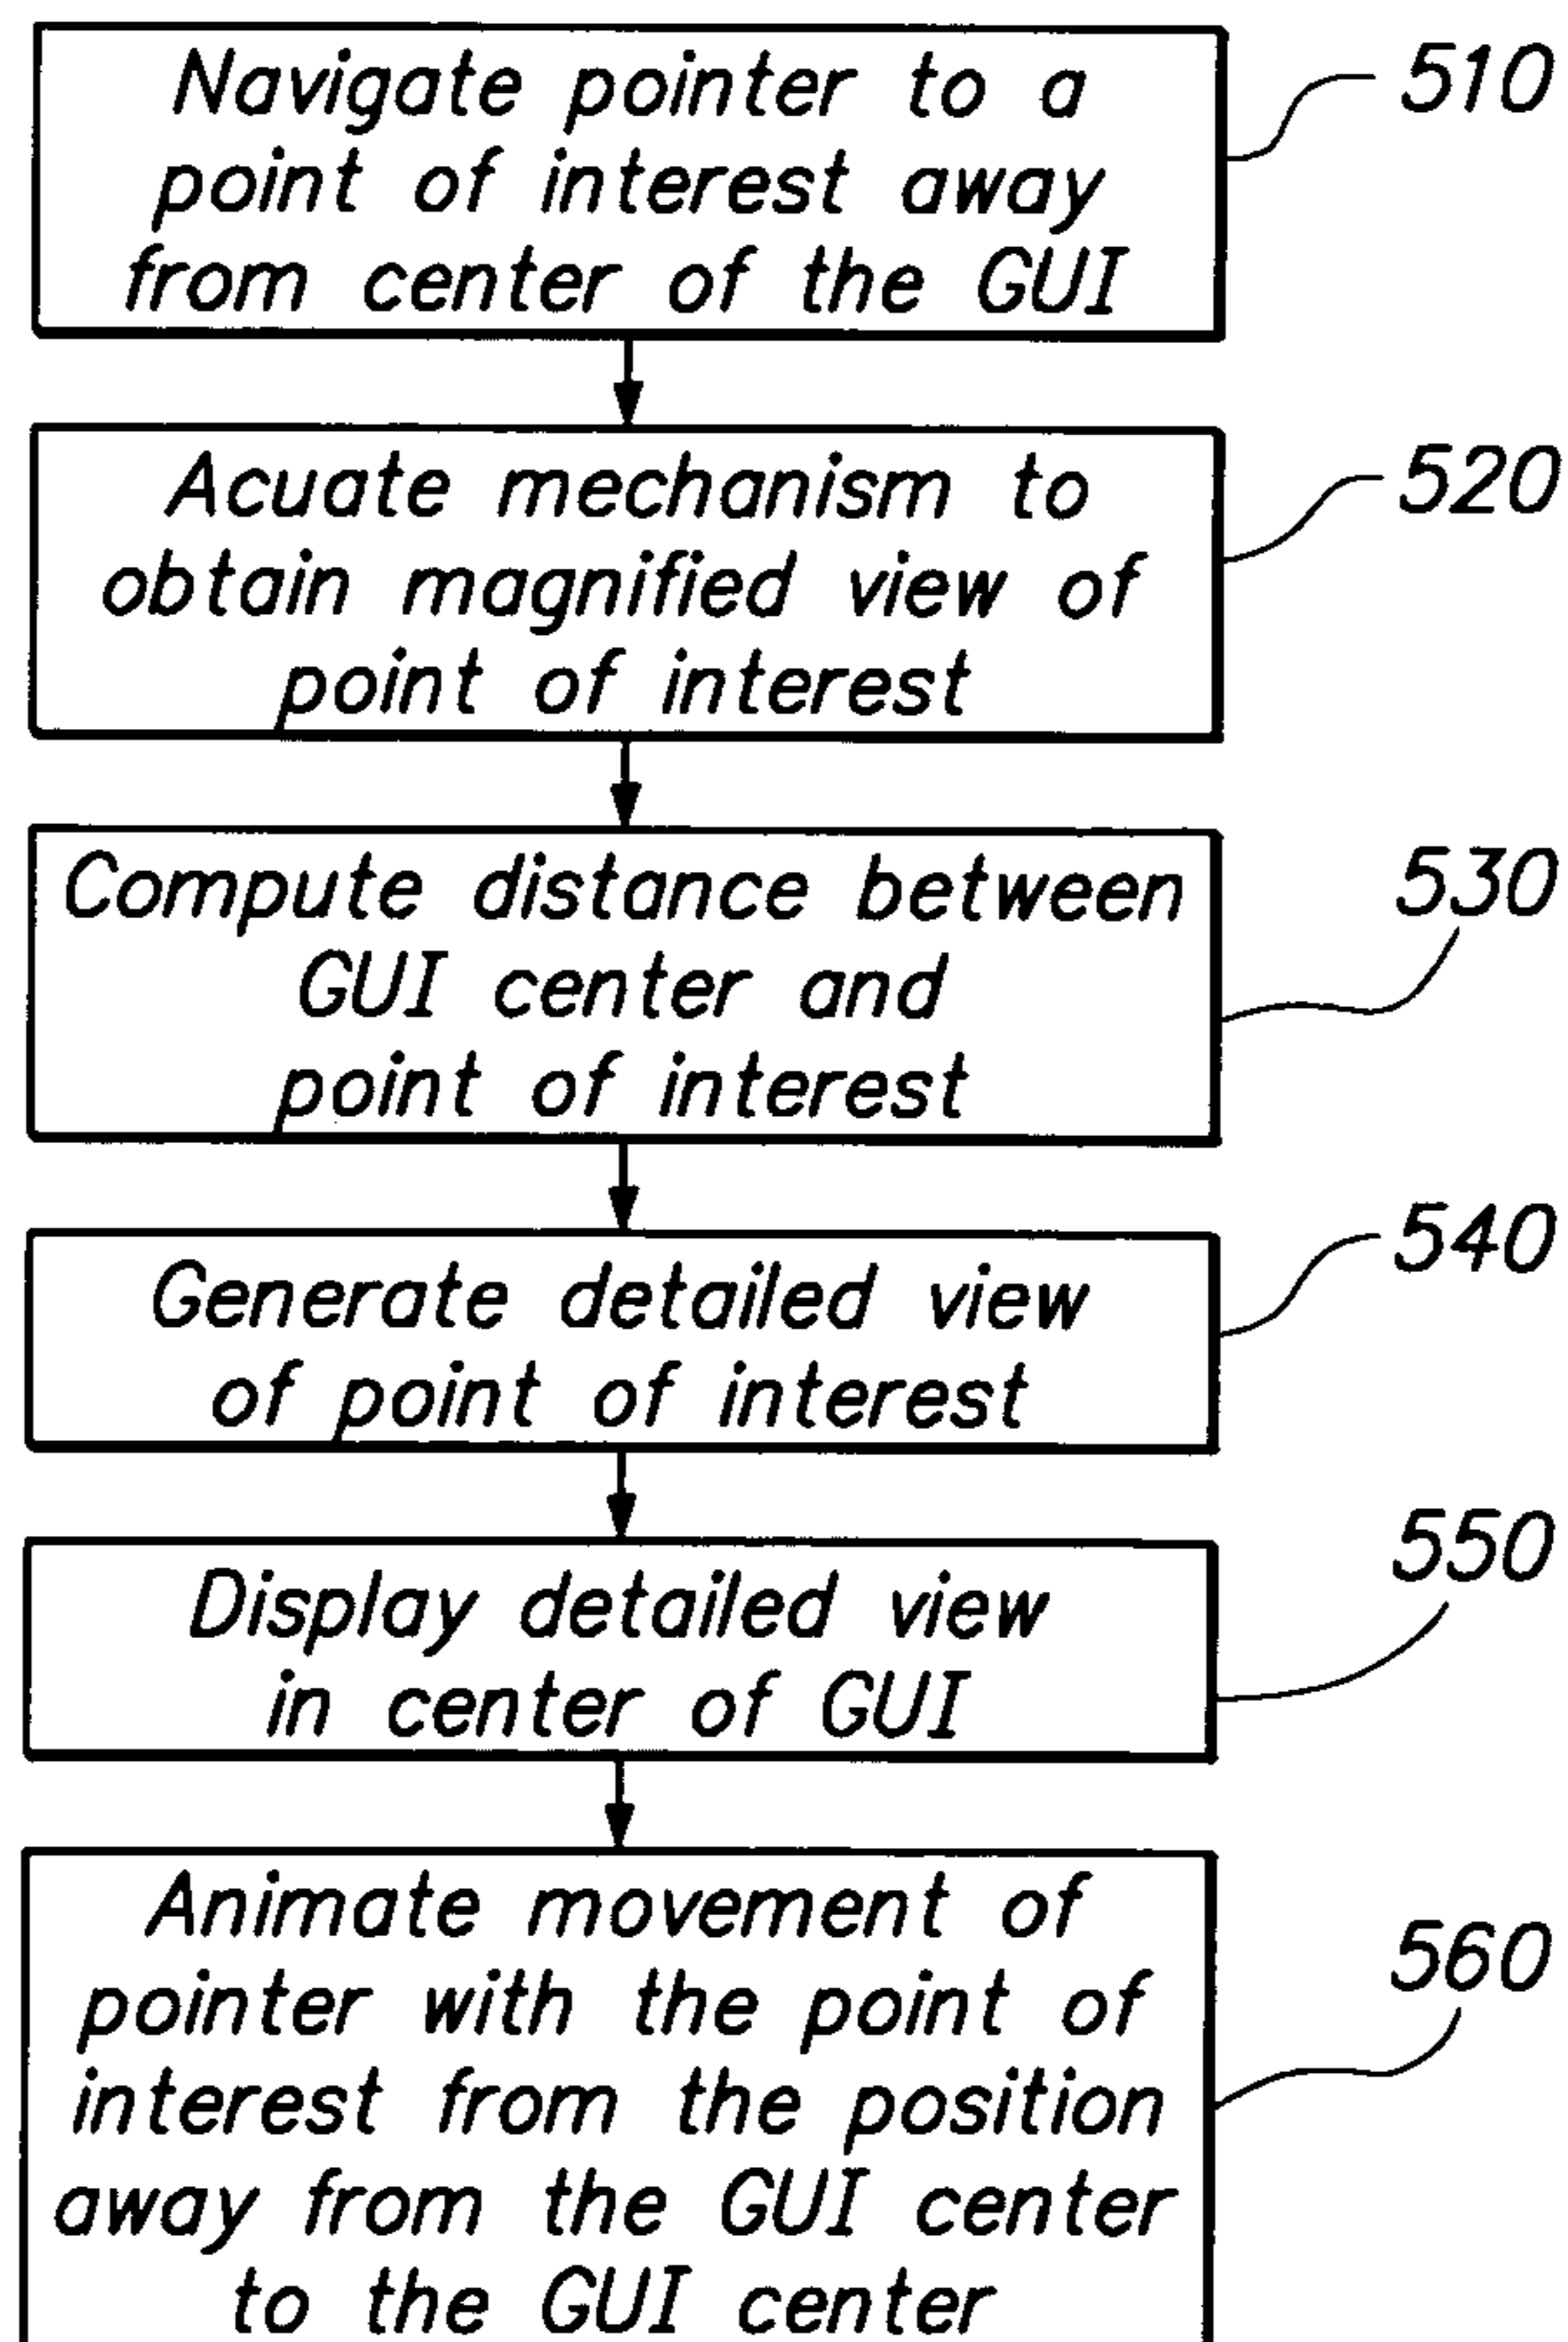 Navigate pointer to a
point of interest away
from center of the GUI
510
Acuate mechanism to
obtain magnified view of
point of interest
520
Compute distance between
GUI center and
point of interest
530
Generate detailed view
of point of interest
540
Display detailed view
in center of GUI
550
Animate movement of
pointer with the point of
interest from the position
away from the GUI center
to the GUI center
560